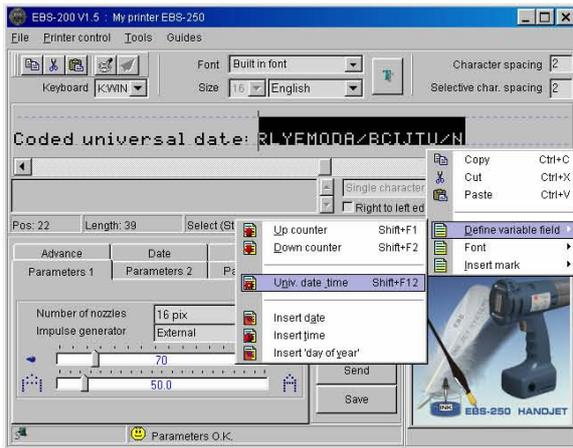 EBS-200 V1.5 : My printer EBS-250
File Printer control Tools Guides
Font Built in font Character spacing 2
Keyboard K:WIN Size 16 English Selective char. spacing 2
Coded universal date: RLYEMODA/BCIJTU/N
Copy Ctrl+C
Cut Ctrl+X
Paste Ctrl+V
Define variable field
Font
Insert mark
Single character
Right to left ed
Pos: 22 Length: 39 Select (St
Up counter Shift+F1
Down counter Shift+F2
Univ. date_time Shift+F12
Insert date
Insert time
Insert 'day of year'
Advance Date
Parameters 1 Parameters 2 Pa
Number of nozzles 16 pix
Impulse generator External
70
50.0
Send
Save
INK EBS-250 HANDJET
Parameters O.K.